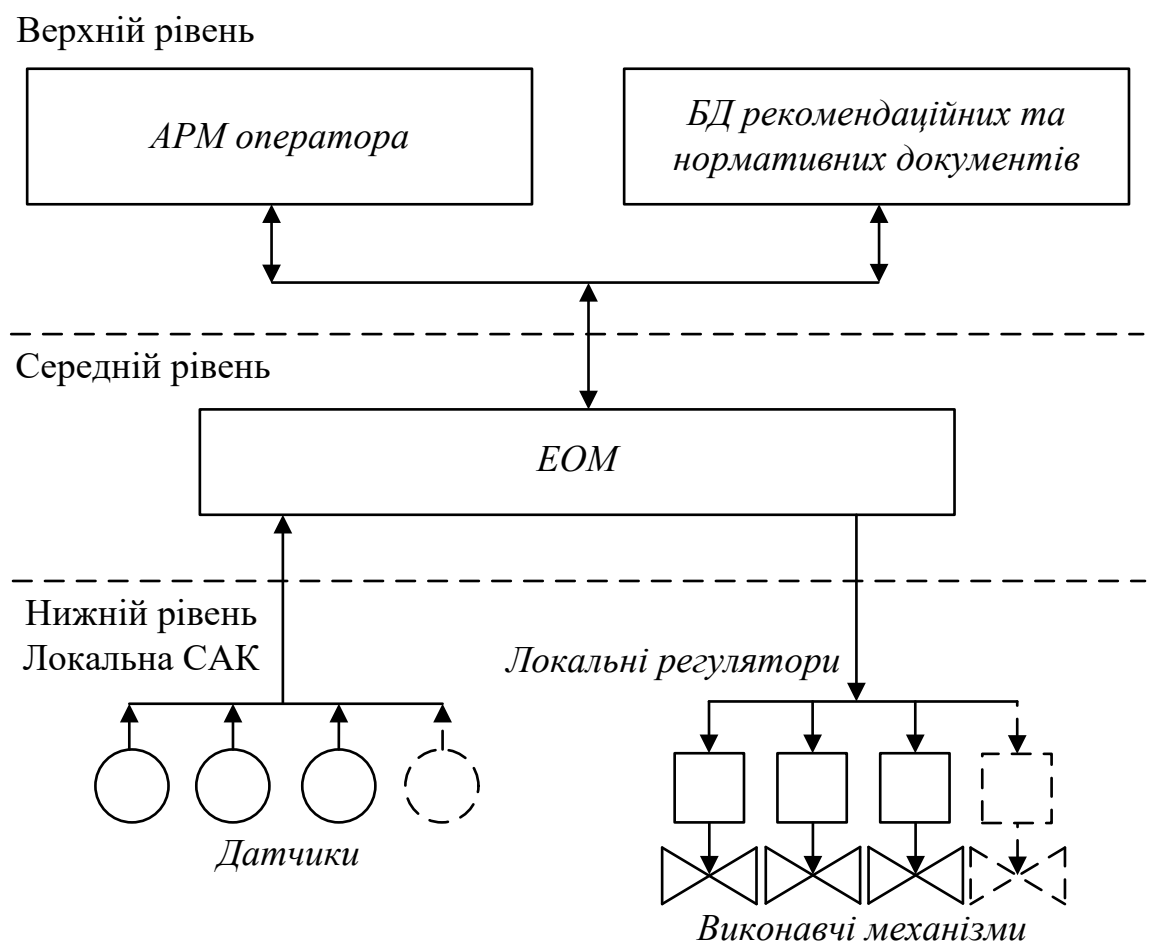 Верхній рівень
АРМ оператора
БД рекомендаційних та
нормативних документів
Середній рівень
ЕОМ
Нижній рівень
Локальна САК
Локальні регулятори
Датчики
Виконавчі механізми